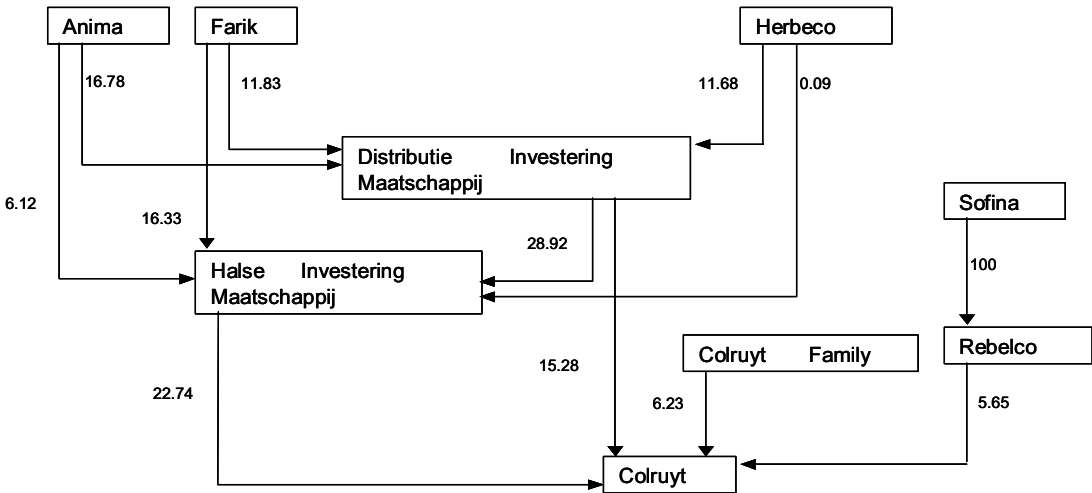 Anima
Farik
Herbeco
16.78
11.83
11.68
0.09
Distributie Investering
Maatschappij
6.12
16.33
Sofina
28.92
100
Halse Investering
Maatschappij
Colruyt Family
Rebelco
22.74
15.28
6.23
5.65
Colruyt